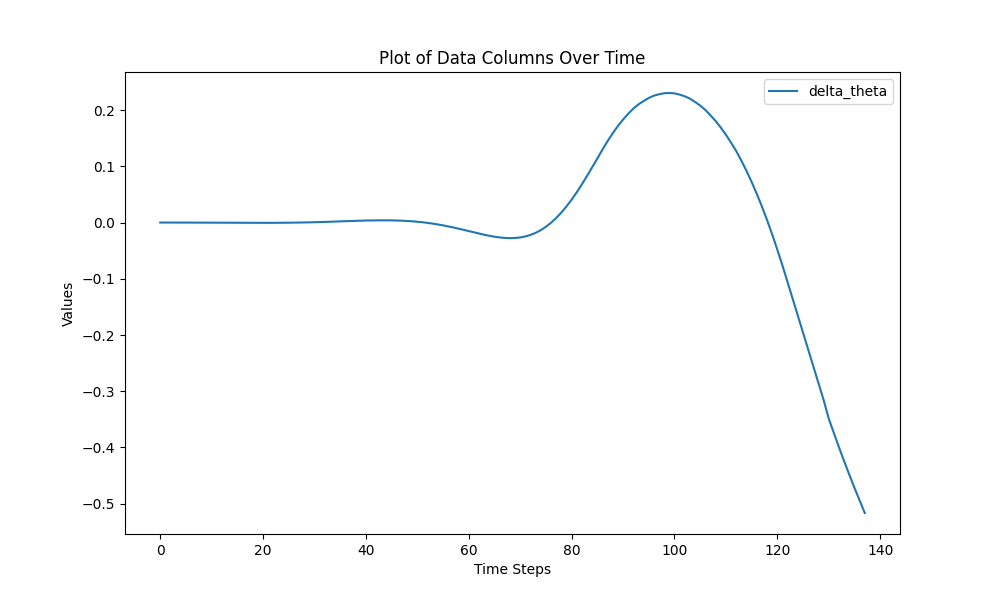 Plot of Data Columns Over Time
delta_theta
Values
0.2
0.1
0.0
−0.1
−0.2
−0.3
−0.4
−0.5
0 20 40 60 80 100 120 140
Time Steps